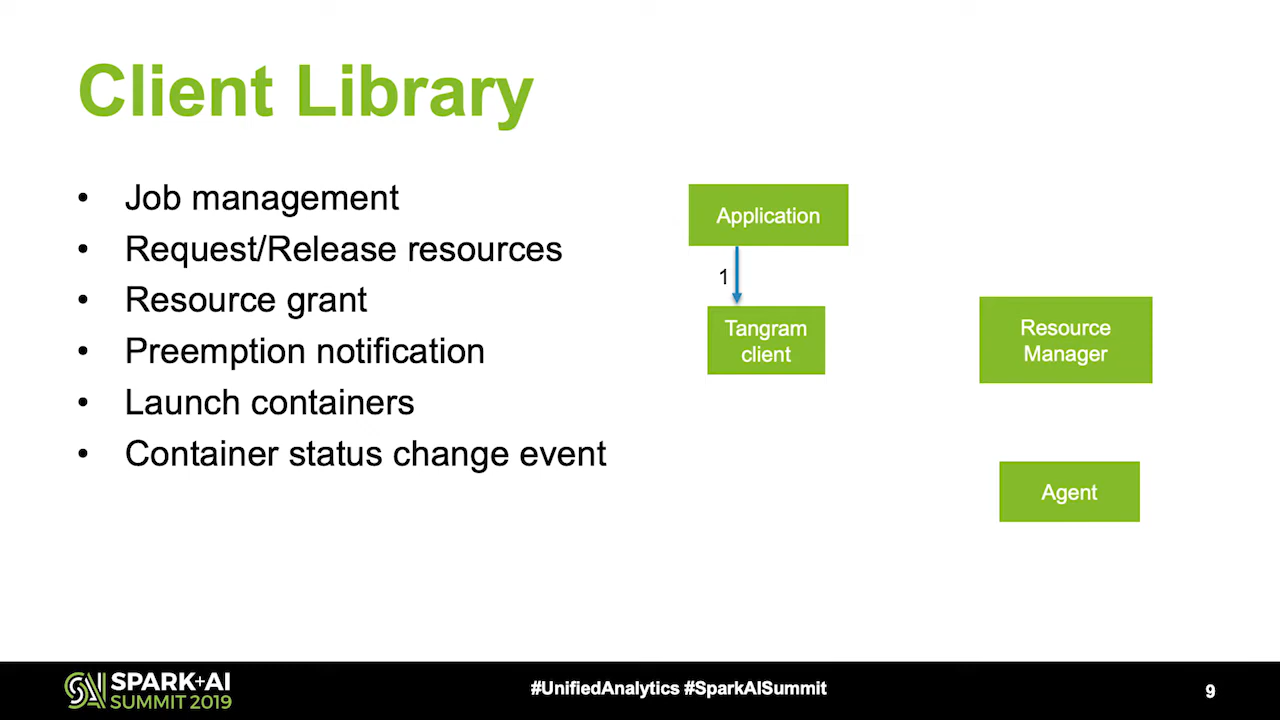 Client Library
• Job management
• Request/Release resources
• Resource grant
• Preemption notification
• Launch containers
• Container status change event
Application
1
Tangram
client
Resource
Manager
Agent
SPARK+AI
SUMMIT 2019
#UnifiedAnalytics #SparkAISummit
9